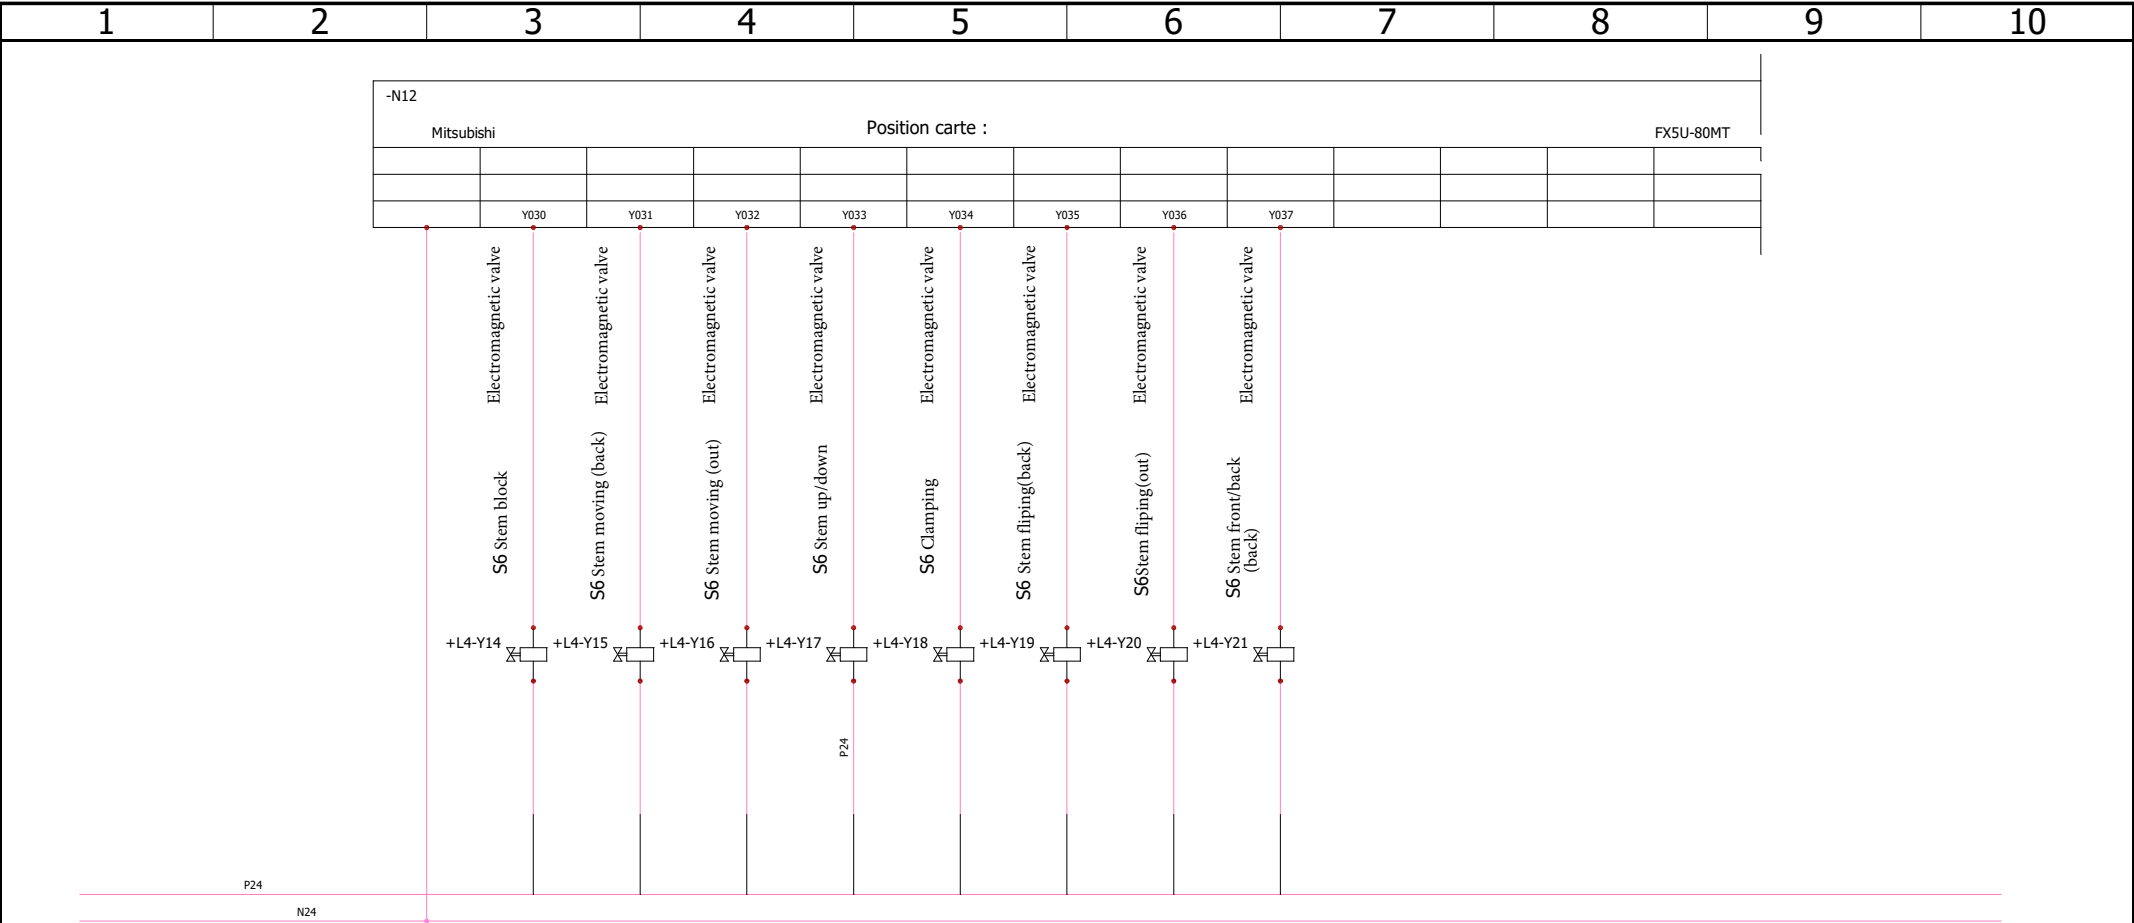 1 2 3 4 5 6 7 8 9 10
-N12
Position carte :
Mitsubishi FX5U-80MT
Y030 Y031 Y032 Y033 Y034 Y035 Y036 Y037
Electromagnetic valve
Electromagnetic valve
Electromagnetic valve
Electromagnetic valve
Electromagnetic valve
Electromagnetic valve
Electromagnetic valve
Electromagnetic valve
S6 Stem block
S6 Stem moving (back)
S6 Stem moving (out)
S6 Stem up/down
S6 Clamping
S6 Stem fliping(back)
S6Stem fliping(out)
S6 Stem front/back
(back)
+L4-Y14 +L4-Y15 +L4-Y16 +L4-Y17 +L4-Y18 +L4-Y19 +L4-Y20 +L4-Y21
P24
P24
N24